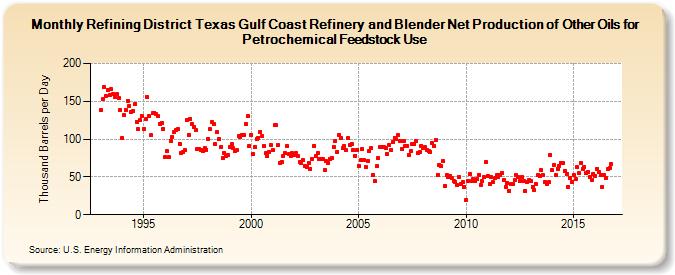 Monthly Refining District Texas Gulf Coast Refinery and Blender Net Production of Other Oils for
Petrochemical Feedstock Use
Thousand Barrels per Day
200
150
100
50
0
1995
2000
2005
2010
2015
Source: U.S. Energy Information Administration